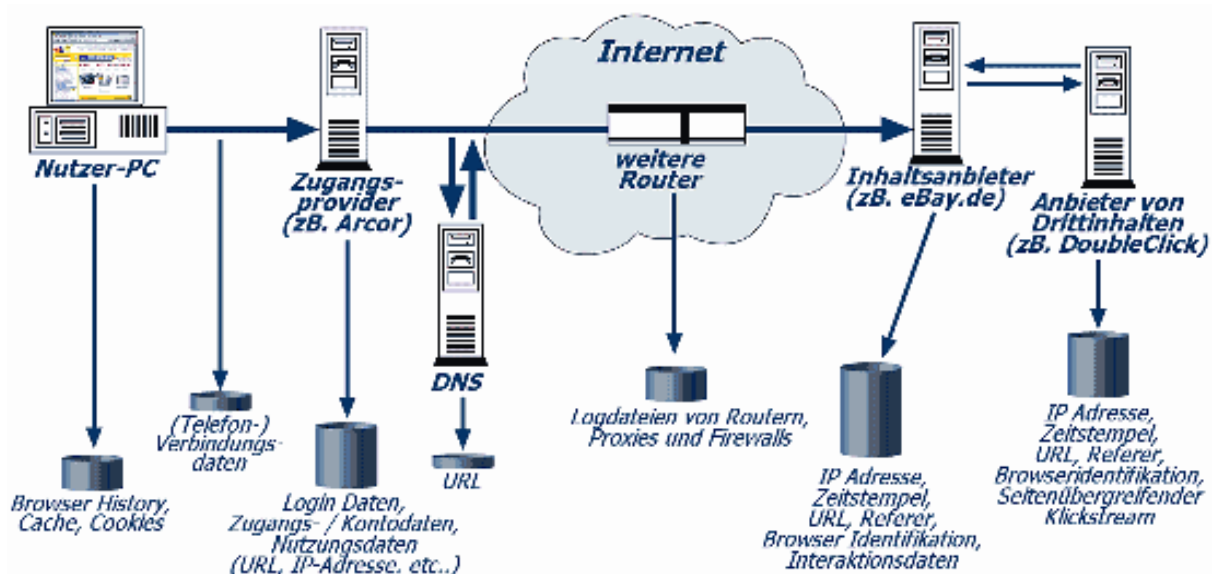 Internet
Nutzer-PC
Zugangs-
provider
(zB. Arcor)
DNS
weitere
Router
Inhaltsanbieter
(zB. eBay.de)
Anbieter von
Drittinhalten
(zB. DoubleClick)
Browser History,
Cache, Cookies
(Telefon-)
Verbindungs-
daten
Login Daten,
Zugangs- / Kontodaten,
Nutzungsdaten
(URL, IP-Adresse, etc..)
URL
Logdateien von Routern,
Proxies und Firewalls
IP Adresse,
Zeitstempel,
URL, Referer,
Browser Identifikation,
Interaktionsdaten
IP Adresse,
Zeitstempel,
URL, Referer,
Browseridentifikation,
Seitenübergreifender
Klickstream